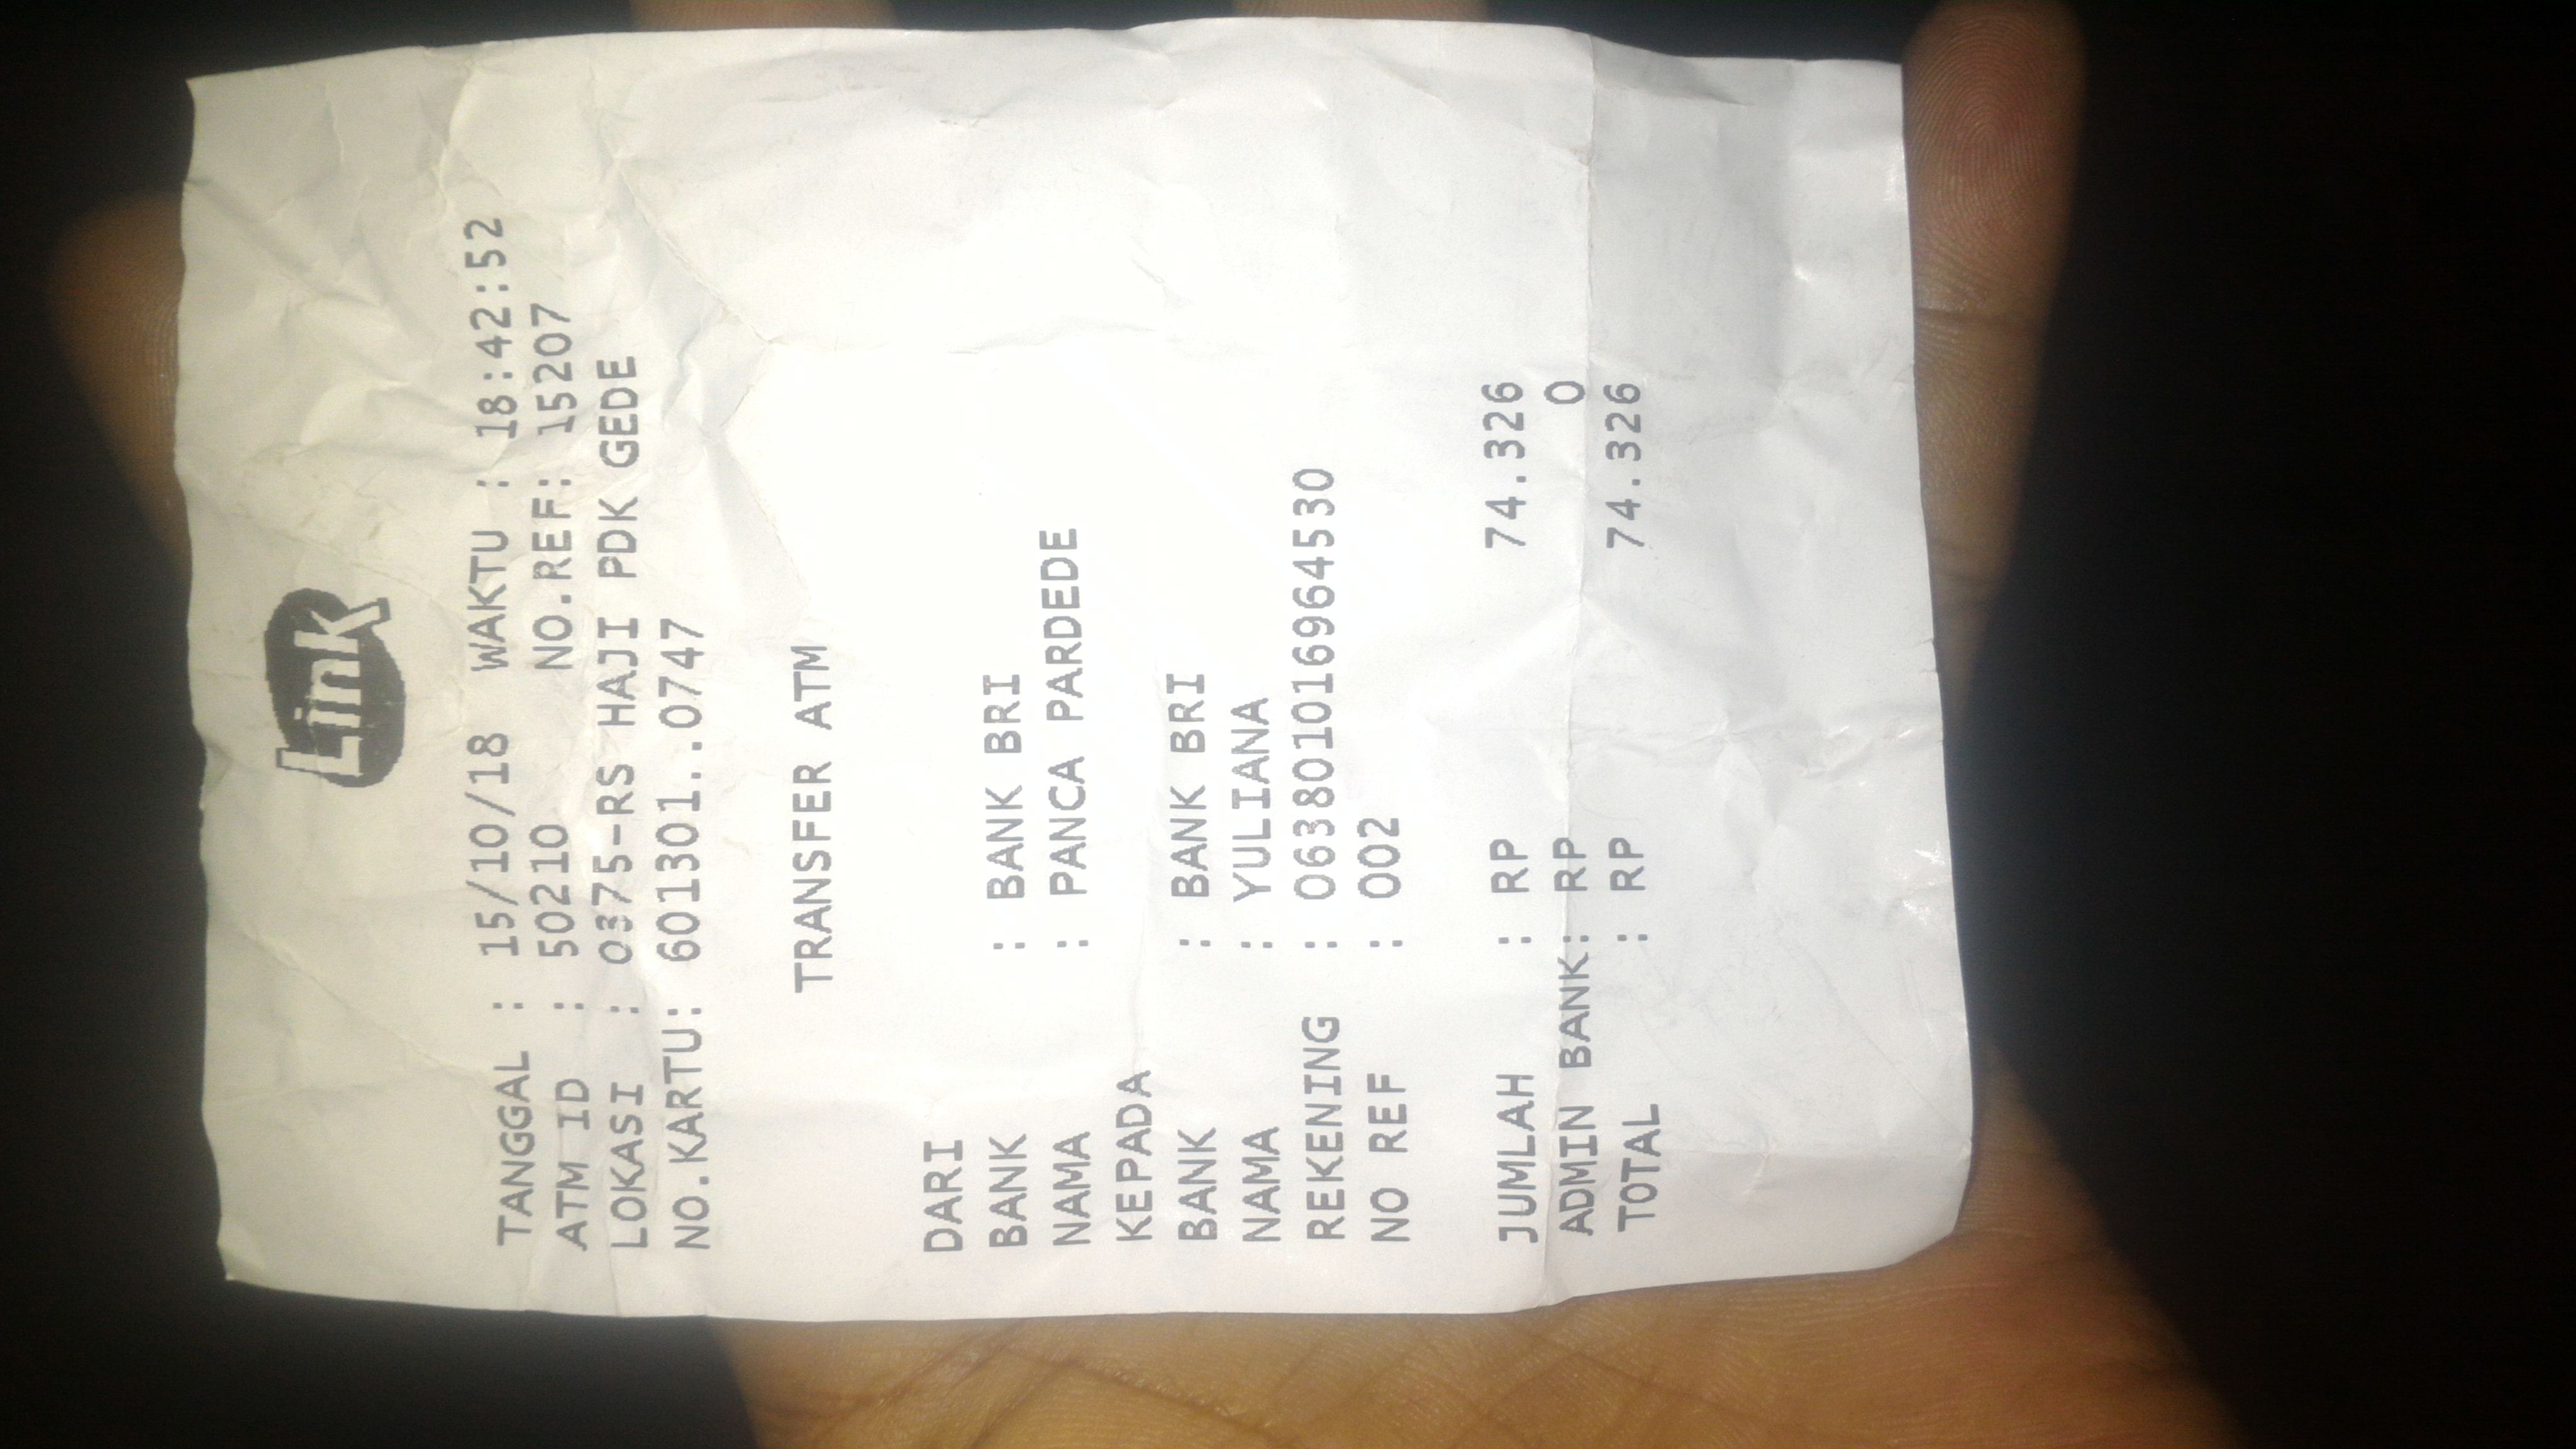 Link
TANGGAL : 15/10/18 WAKTU : 18:42:52
ATM ID : 50210 NO.REF: 15207
LOKASI : 0375-RS HAJI PDK GEDE
NO.KARTU: 601301..0747
TRANSFER ATM
DARI
BANK : BANK BRI
NAMA : PANCA PARDEDE
KEPADA
BANK : BANK BRI
NAMA : YULIANA
REKENING : 063801016964530
NO REF : 002
JUMLAH : RP 74.326
ADMIN BANK: RP 0
TOTAL : RP 74.326